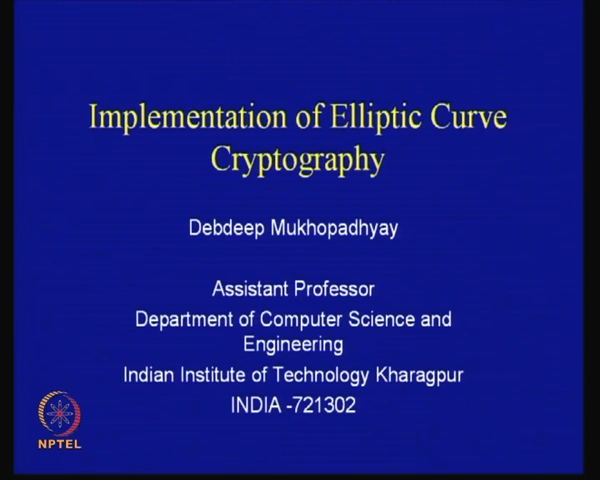 Implementation of Elliptic Curve
Cryptography
Debdeep Mukhopadhyay
Assistant Professor
Department of Computer Science and
Engineering
Indian Institute of Technology Kharagpur
INDIA -721302
NPTEL